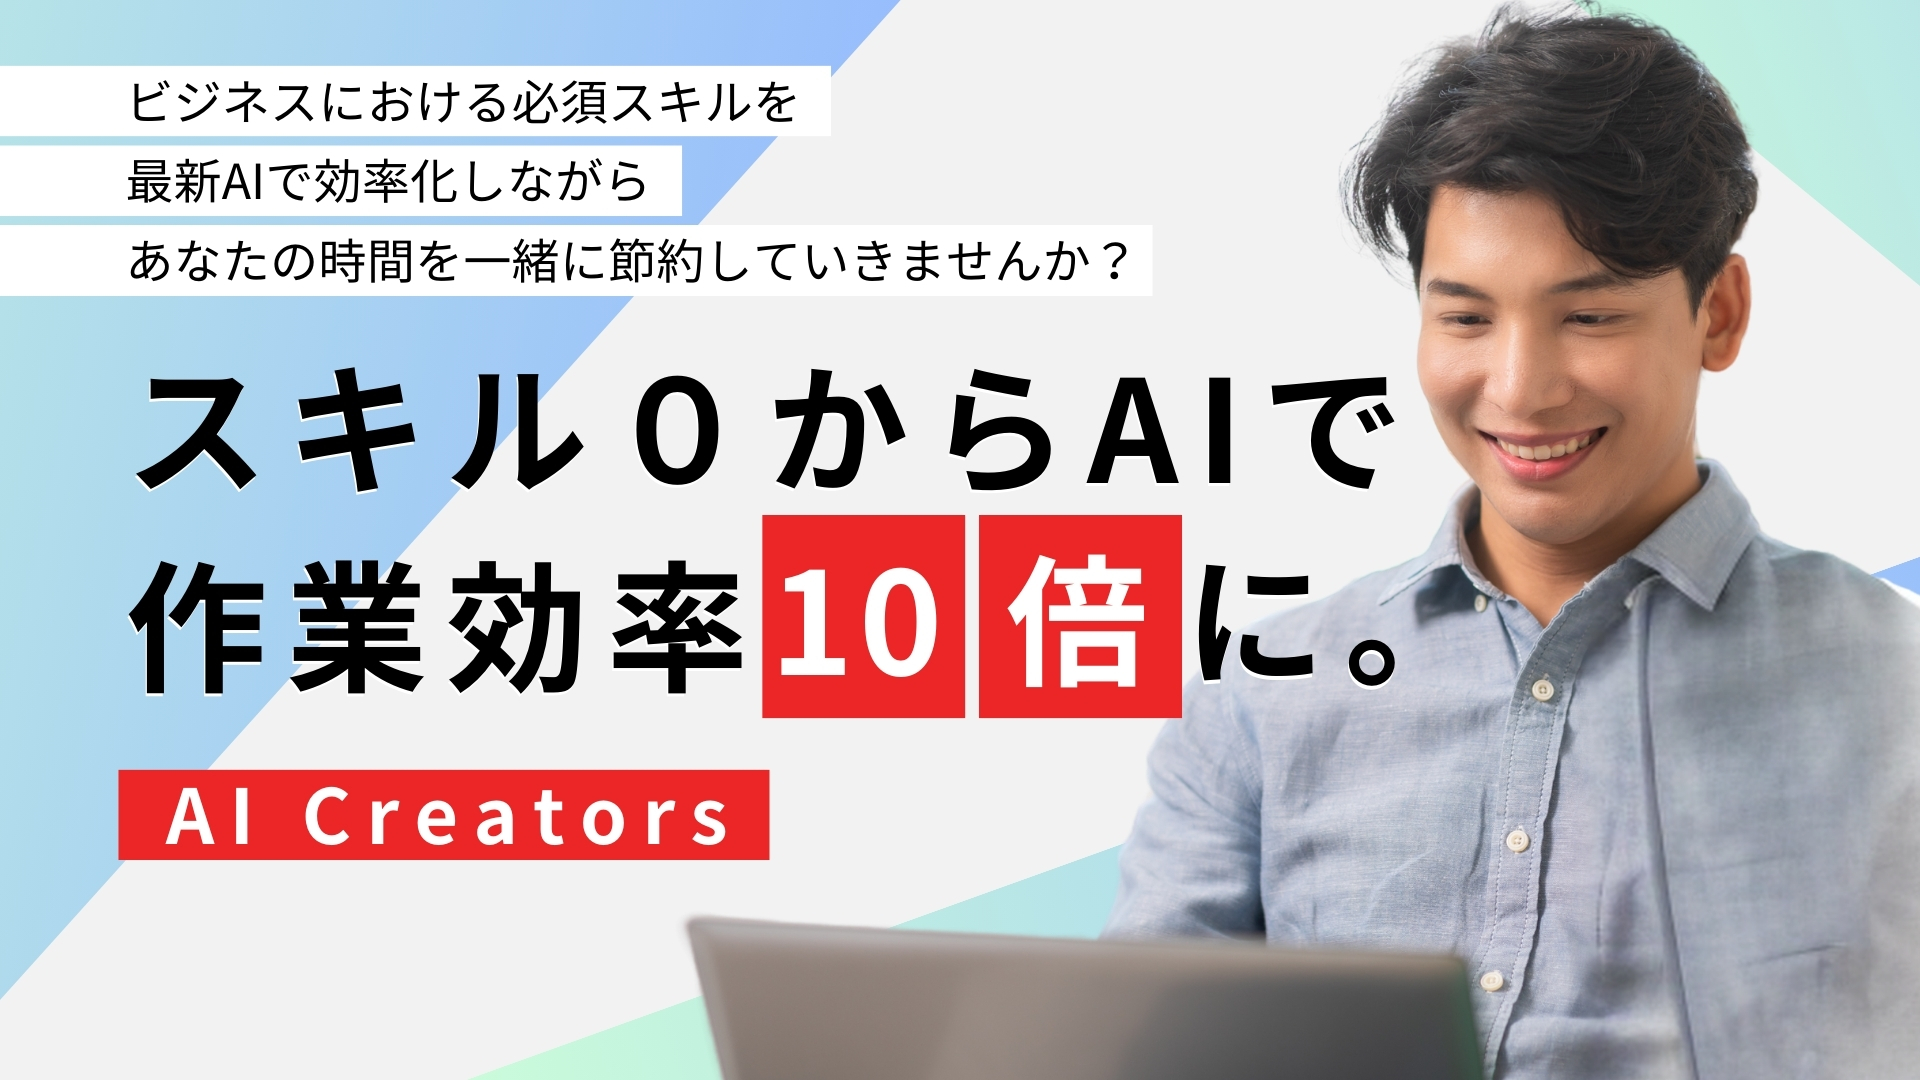 ビジネスにおける必須スキルを
最新AIで効率化しながら
あなたの時間を一緒に節約していきませんか？
スキル０からAIで
作業効率10倍に。
AI Creators